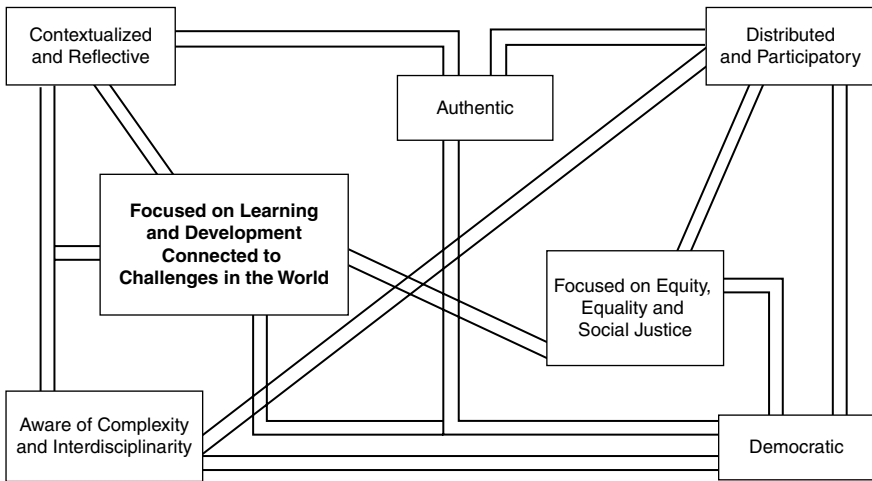 Contextualized
and Reflective
Distributed
and Participatory
Authentic
Focused on Learning
and Development
Connected to
Challenges in the World
Focused on Equity,
Equality and
Social Justice
Aware of Complexity
and Interdisciplinarity
Democratic